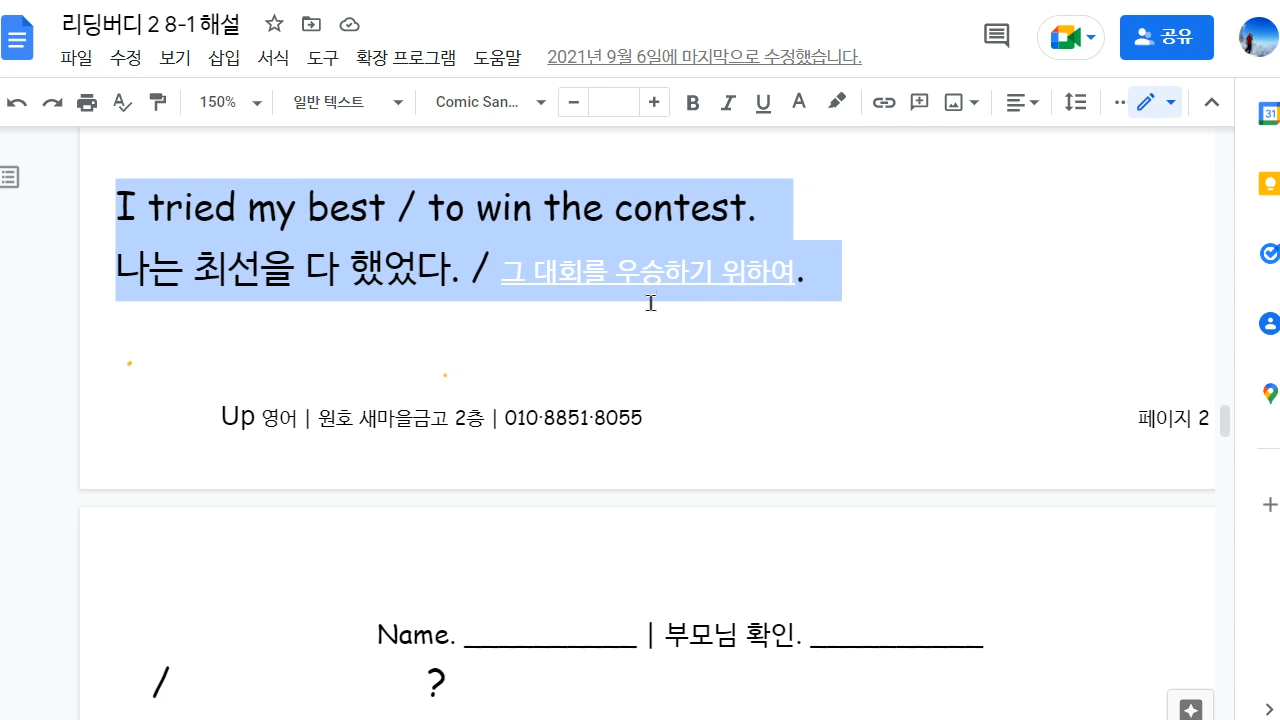 리딩버디 2 8-1해설
파일 수정 보기 삽입 서식 도구 확장 프로그램 도움말 2021년 9월 6일에 마지막으로 수정했습니다.
공유
150% 일반 텍스트 Comic San... − + B I U A
31
I tried my best / to win the contest.
나는 최선을 다 했었다. / 그 대회를 우승하기 위하여.
Up 영어 | 원호 새마을금고 2층 | 010·8851·8055 페이지 2
Name. ___________ | 부모님 확인. ___________
/ ?